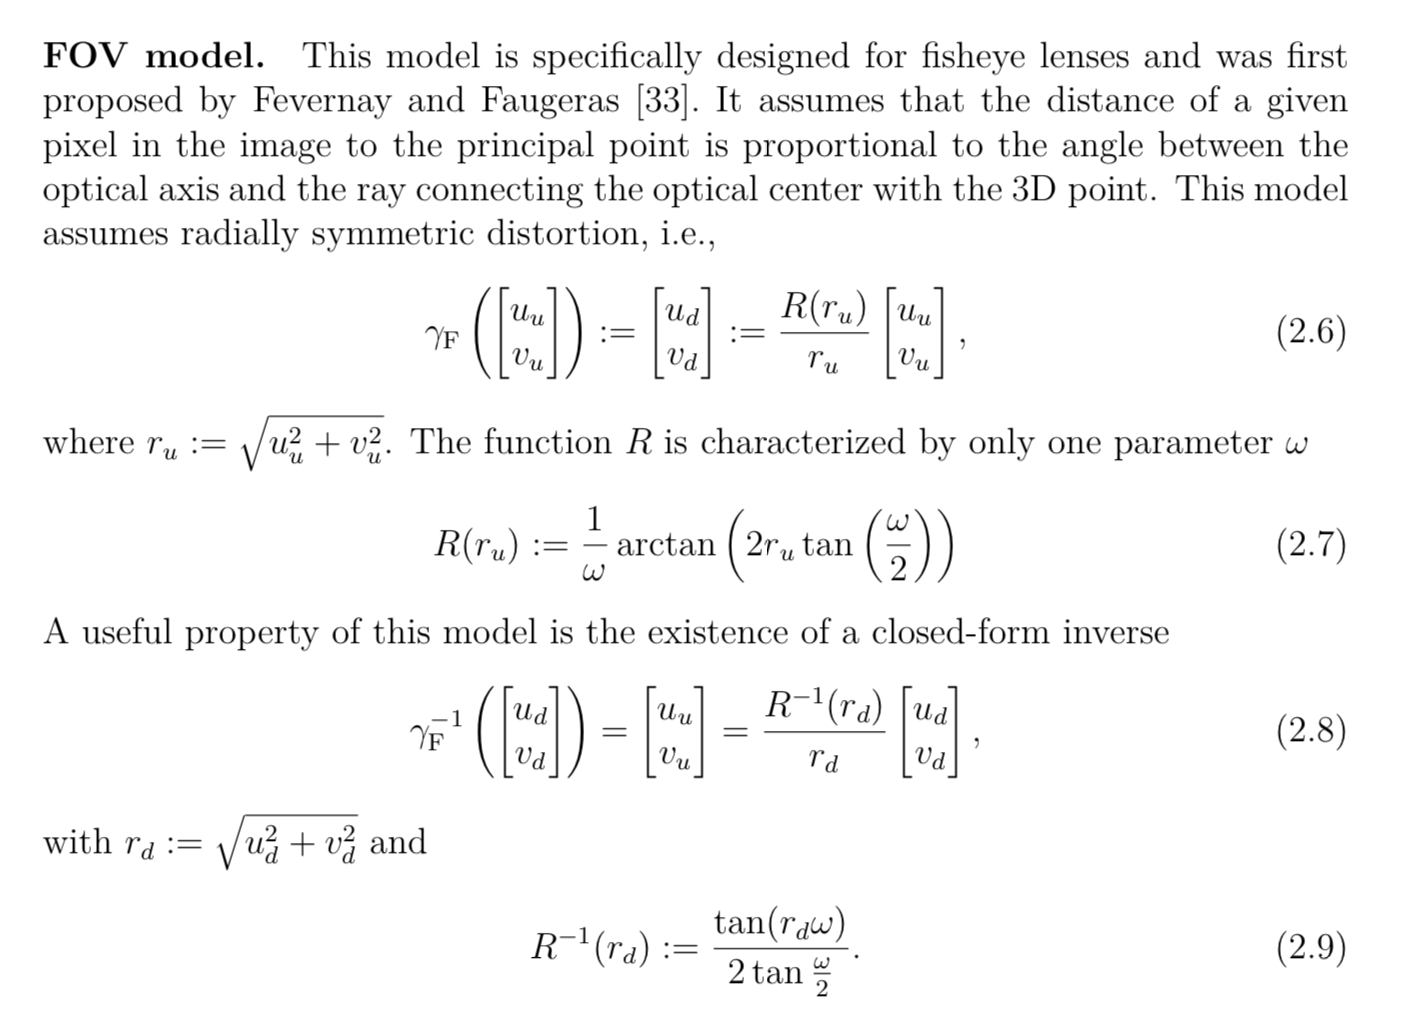 FOV model. This model is specifically designed for fisheye lenses and was first
proposed by Fevernay and Faugeras [33]. It assumes that the distance of a given
pixel in the image to the principal point is proportional to the angle between the
optical axis and the ray connecting the optical center with the 3D point. This model
assumes radially symmetric distortion, i.e.,
$\gamma_{\mathrm{F}}\left(\begin{bmatrix} u_u \\ v_u \end{bmatrix}\right) := \begin{bmatrix} u_d \\ v_d \end{bmatrix} := \frac{R(r_u)}{r_u} \begin{bmatrix} u_u \\ v_u \end{bmatrix},$ (2.6)
where $r_u := \sqrt{u_u^2 + v_u^2}$. The function $R$ is characterized by only one parameter $\omega$
$R(r_u) := \frac{1}{\omega} \arctan\left(2 r_u \tan\left(\frac{\omega}{2}\right)\right)$ (2.7)
A useful property of this model is the existence of a closed-form inverse
$\gamma_{\mathrm{F}}^{-1}\left(\begin{bmatrix} u_d \\ v_d \end{bmatrix}\right) = \begin{bmatrix} u_u \\ v_u \end{bmatrix} = \frac{R^{-1}(r_d)}{r_d} \begin{bmatrix} u_d \\ v_d \end{bmatrix},$ (2.8)
with $r_d := \sqrt{u_d^2 + v_d^2}$ and
$R^{-1}(r_d) := \frac{\tan(r_d \omega)}{2 \tan \frac{\omega}{2}}.$ (2.9)